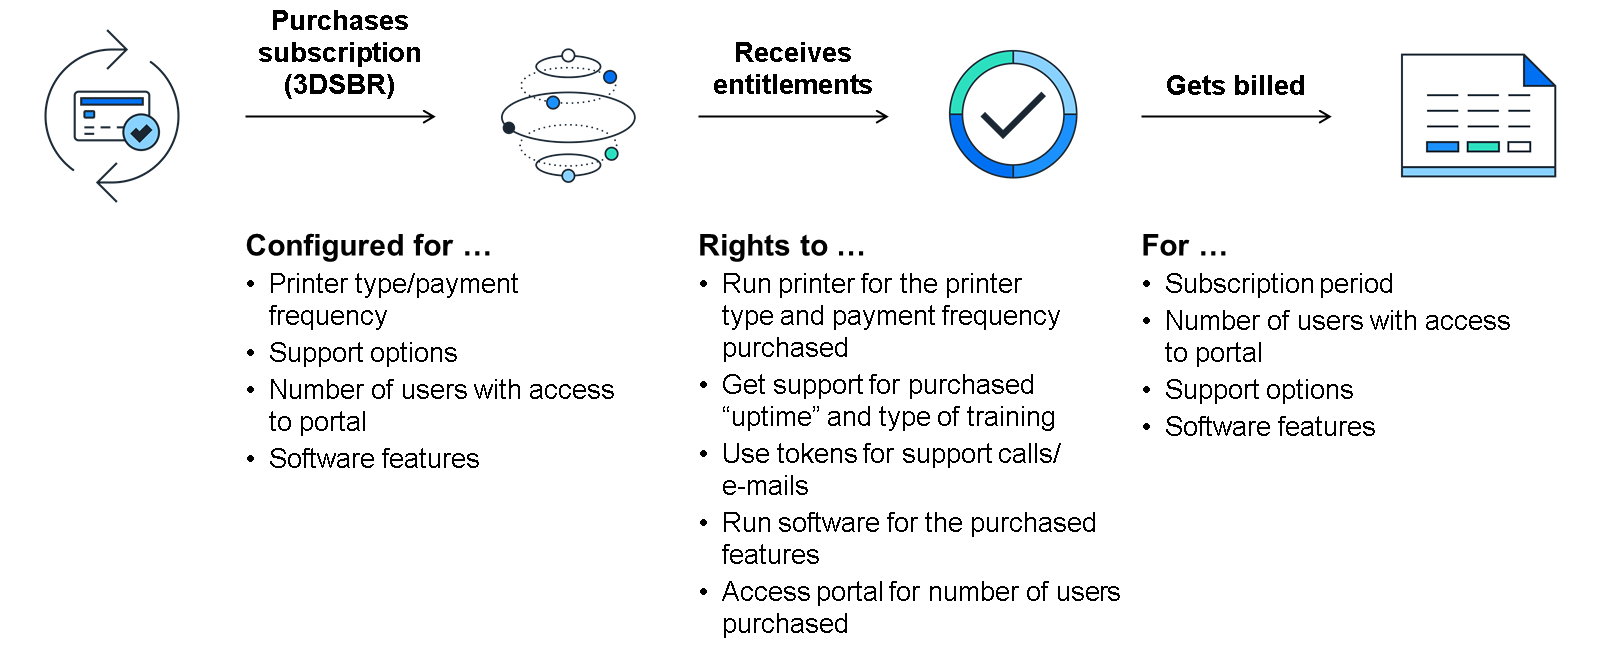 Purchases
subscription
(3DSBR)
Receives
entitlements
Gets billed
Configured for …
• Printer type/payment
frequency
• Support options
• Number of users with access
to portal
• Software features
Rights to …
• Run printer for the printer
type and payment frequency
purchased
• Get support for purchased
“uptime” and type of training
• Use tokens for support calls/
e-mails
• Run software for the purchased
features
• Access portal for number of users
purchased
For …
• Subscription period
• Number of users with access
to portal
• Support options
• Software features